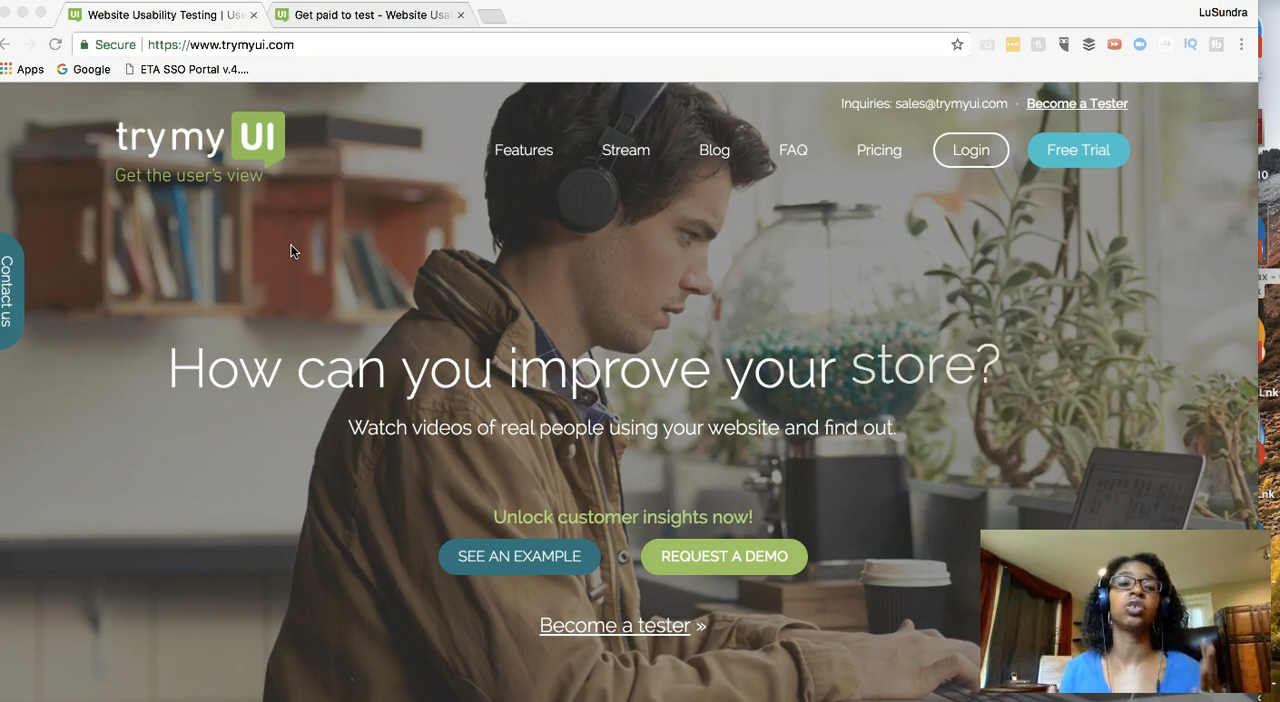 Website Usability Testing | Use
Get paid to test - Website Usa
LuSundra
Secure
https://www.trymyui.com
Apps
Google
ETA SSO Portal v.4....
Inquiries: sales@trymyui.com · Become a Tester
trymy UI
Get the user's view
Features
Stream
Blog
FAQ
Pricing
Login
Free Trial
Contact us
How can you improve your store?
Watch videos of real people using your website and find out.
Unlock customer insights now!
SEE AN EXAMPLE
REQUEST A DEMO
Become a tester »